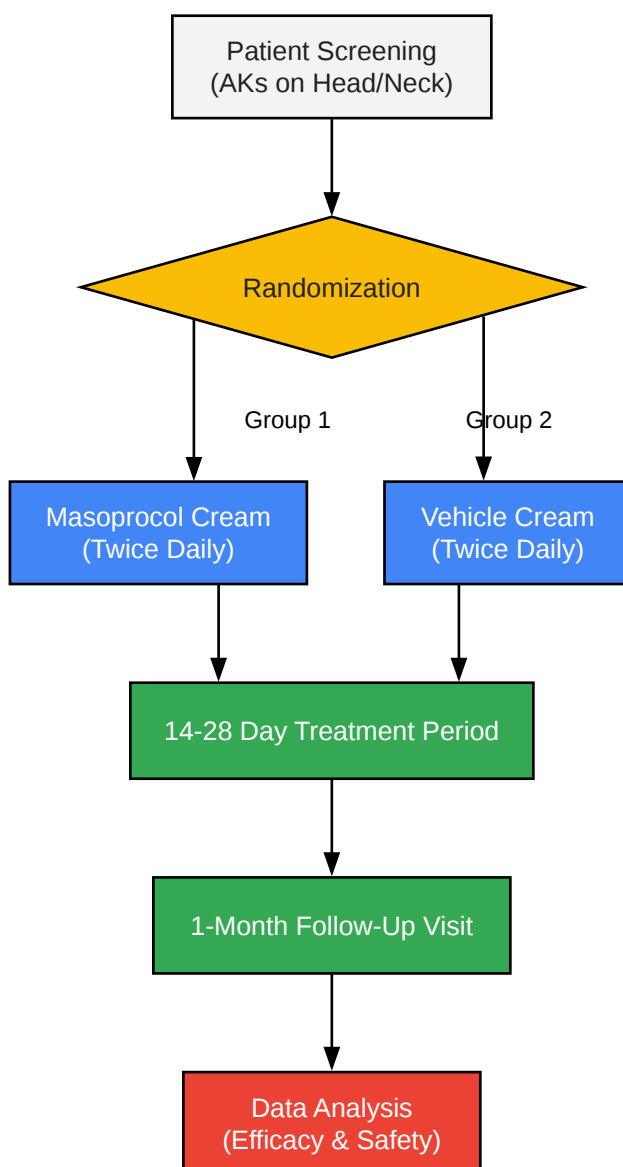 Patient Screening
(AKs on Head/Neck)
Randomization
Group 1
Group 2
Masoprocol Cream
(Twice Daily)
Vehicle Cream
(Twice Daily)
14-28 Day Treatment Period
1-Month Follow-Up Visit
Data Analysis
(Efficacy & Safety)